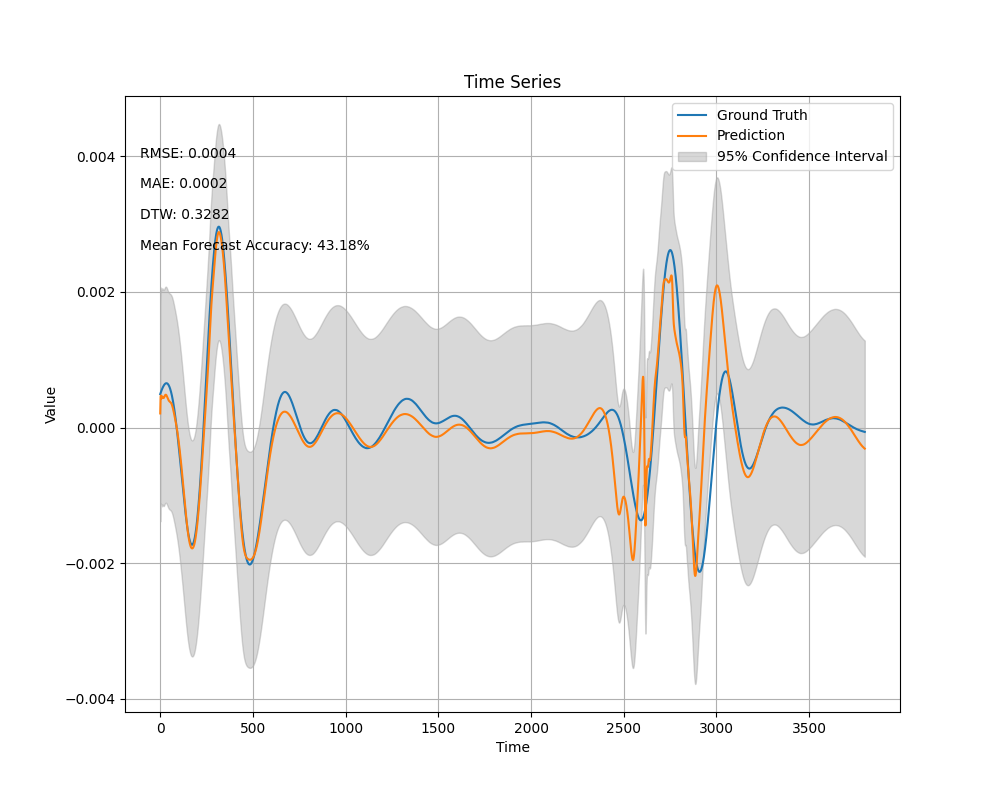 Time Series
Ground Truth
Prediction
95% Confidence Interval
RMSE: 0.0004
MAE: 0.0002
DTW: 0.3282
Mean Forecast Accuracy: 43.18%
Value
0.004
0.002
0.000
−0.002
−0.004
0 500 1000 1500 2000 2500 3000 3500
Time